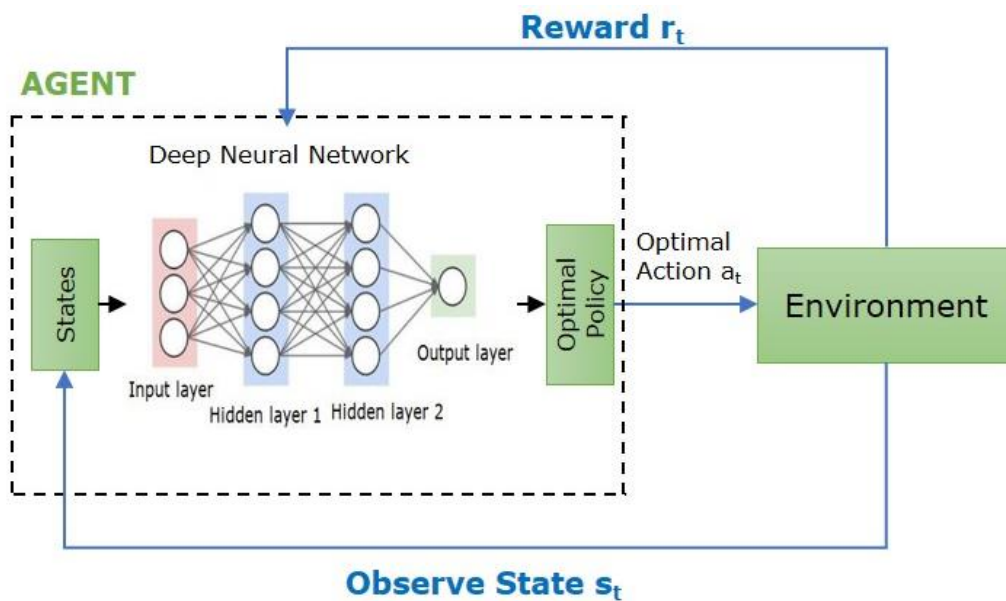 Reward rₜ
AGENT
Deep Neural Network
States
Input layer
Hidden layer 1
Hidden layer 2
Output layer
Optimal
Policy
Optimal
Action aₜ
Environment
Observe State sₜ